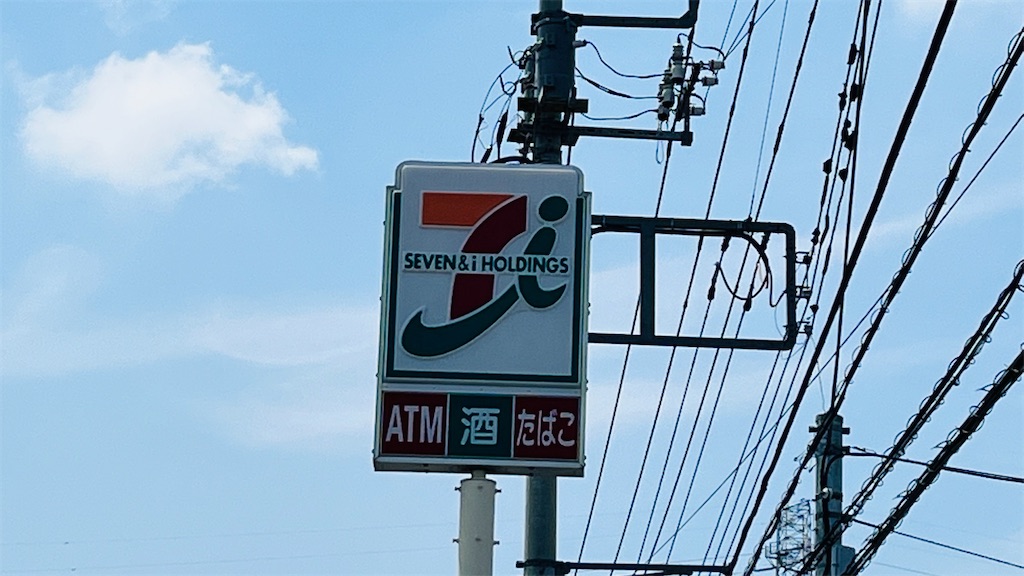 SEVEN&i HOLDINGS
ATM 酒 たばこ